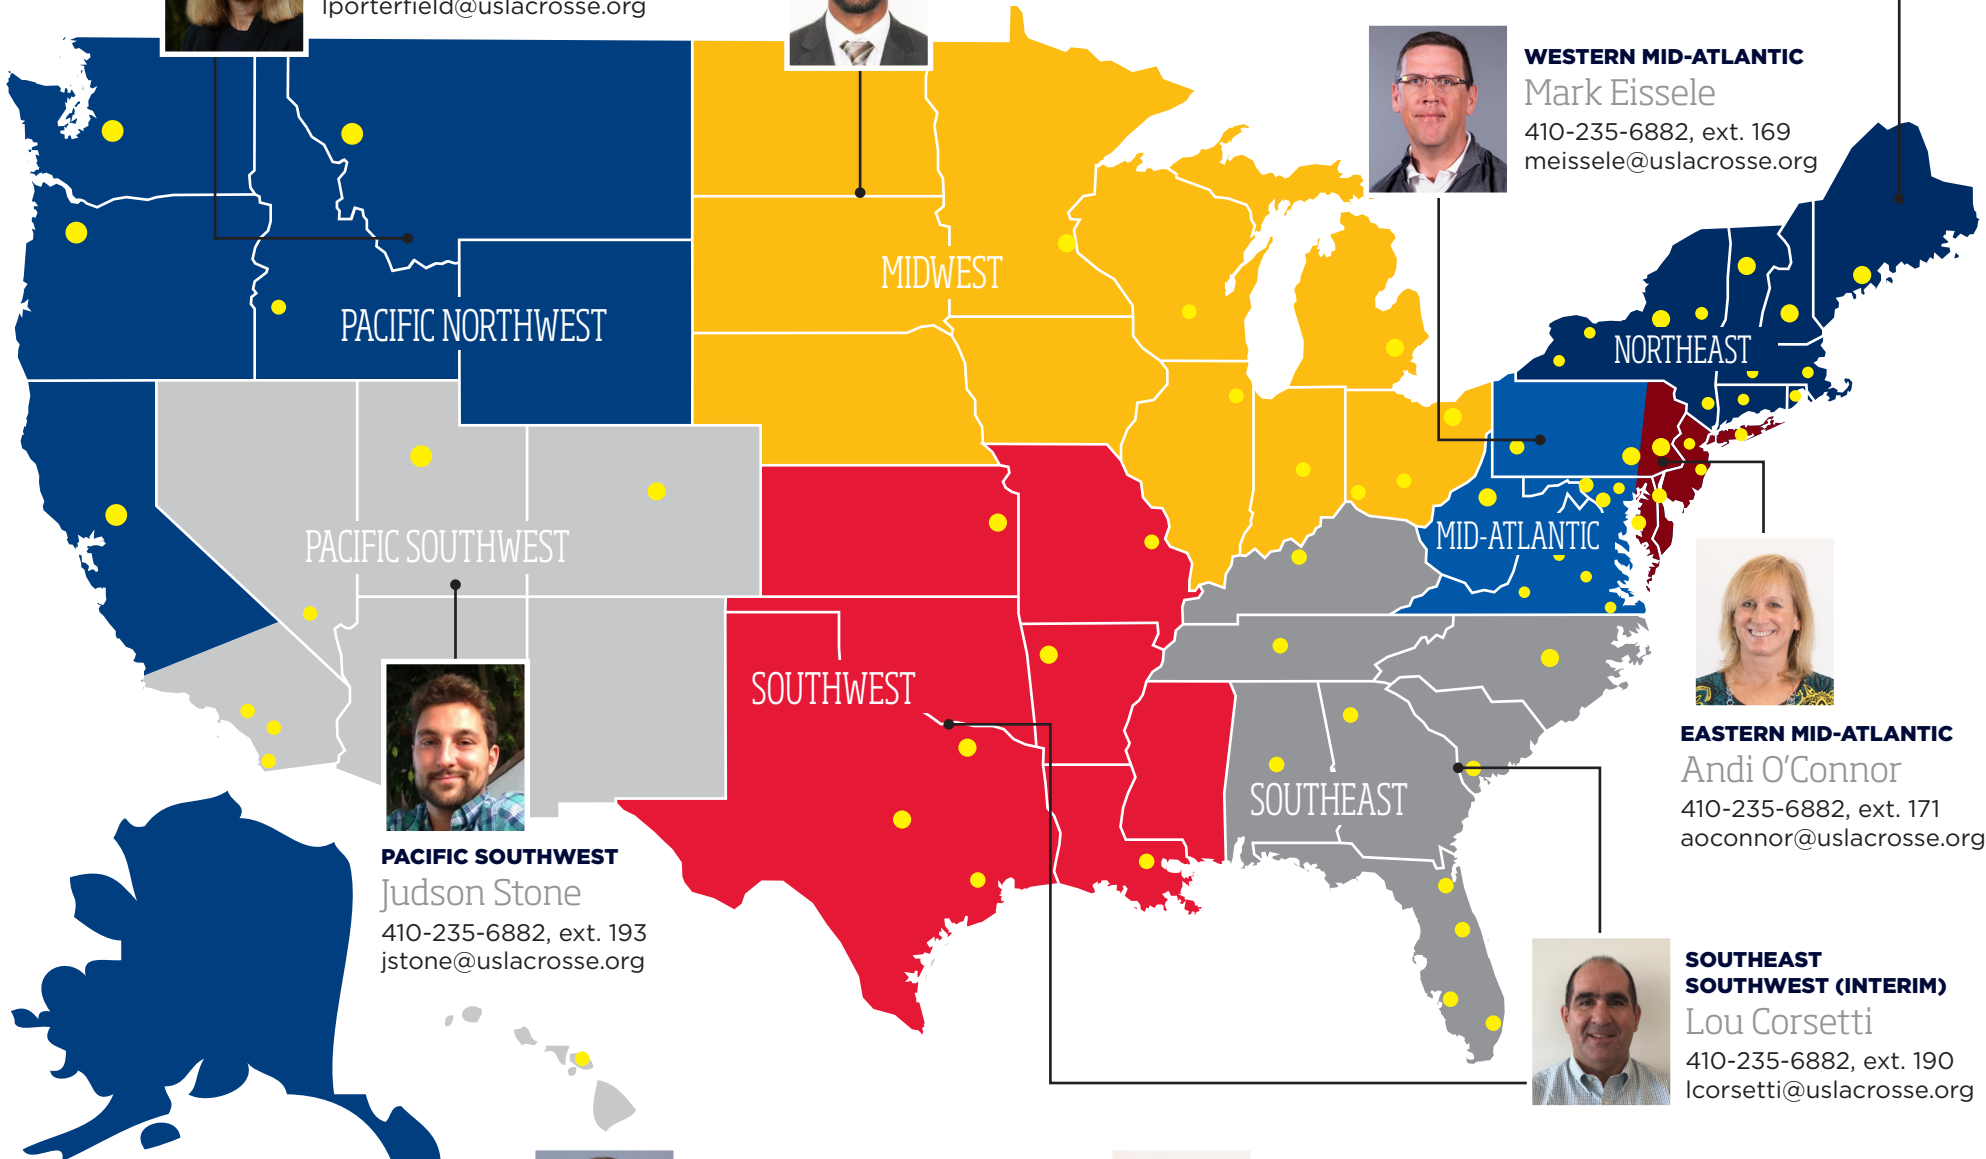 lporterfield@uslacrosse.org
WESTERN MID-ATLANTIC
Mark Eissele
410-235-6882, ext. 169
meissele@uslacrosse.org
MIDWEST
PACIFIC NORTHWEST
NORTHEAST
PACIFIC SOUTHWEST
MID-ATLANTIC
SOUTHWEST
SOUTHEAST
EASTERN MID-ATLANTIC
Andi O'Connor
410-235-6882, ext. 171
aoconnor@uslacrosse.org
PACIFIC SOUTHWEST
Judson Stone
410-235-6882, ext. 193
jstone@uslacrosse.org
SOUTHEAST
SOUTHWEST (INTERIM)
Lou Corsetti
410-235-6882, ext. 190
lcorsetti@uslacrosse.org